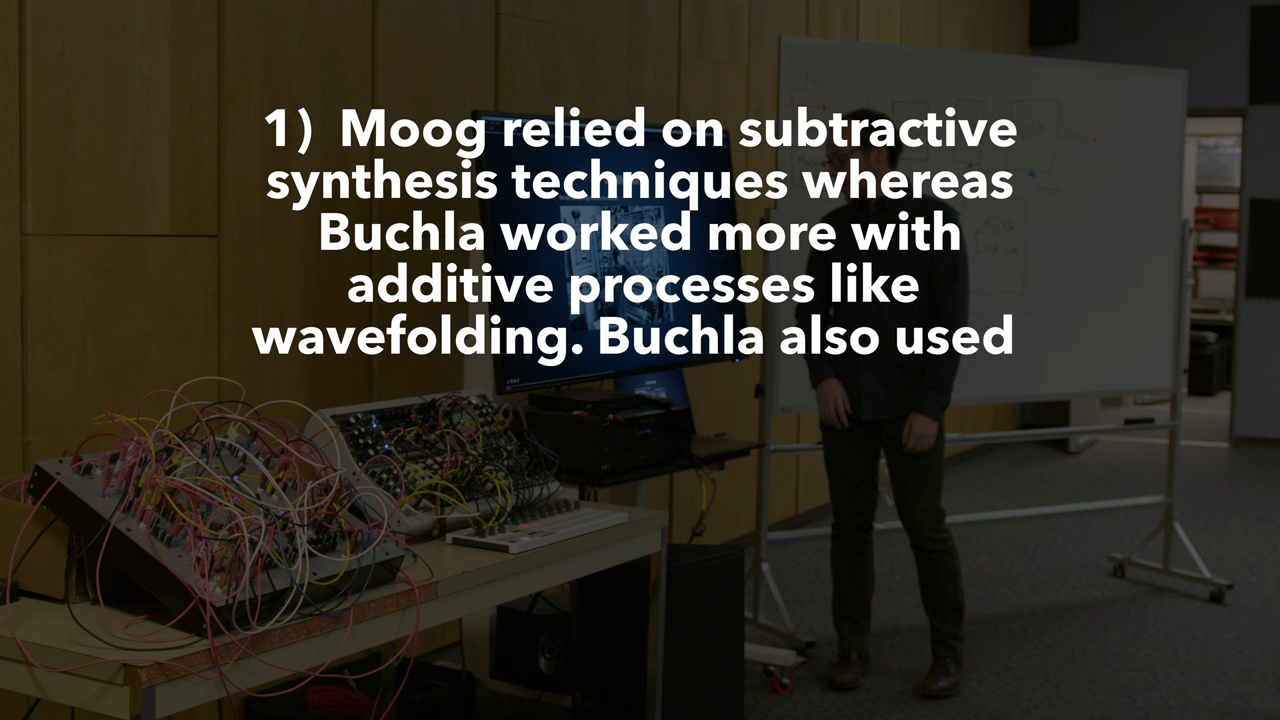 1) Moog relied on subtractive
synthesis techniques whereas
Buchla worked more with
additive processes like
wavefolding. Buchla also used